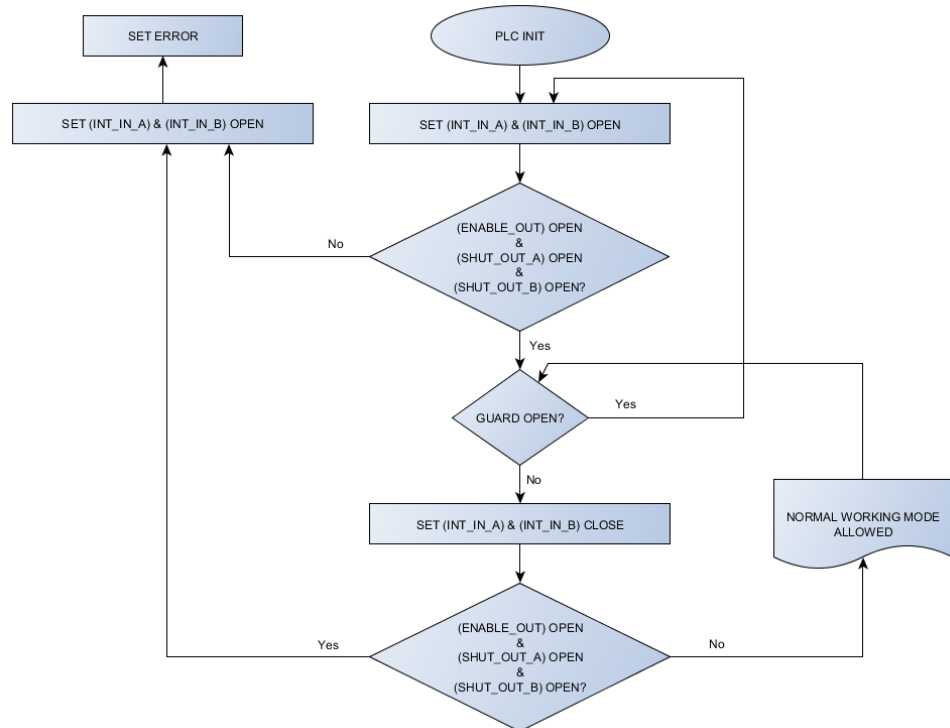 SET ERROR
PLC INIT
SET (INT_IN_A) & (INT_IN_B) OPEN
SET (INT_IN_A) & (INT_IN_B) OPEN
No
(ENABLE_OUT) OPEN
&
(SHUT_OUT_A) OPEN
&
(SHUT_OUT_B) OPEN?
Yes
GUARD OPEN?
Yes
No
SET (INT_IN_A) & (INT_IN_B) CLOSE
NORMAL WORKING MODE
ALLOWED
Yes
(ENABLE_OUT) OPEN
&
(SHUT_OUT_A) OPEN
&
(SHUT_OUT_B) OPEN?
No